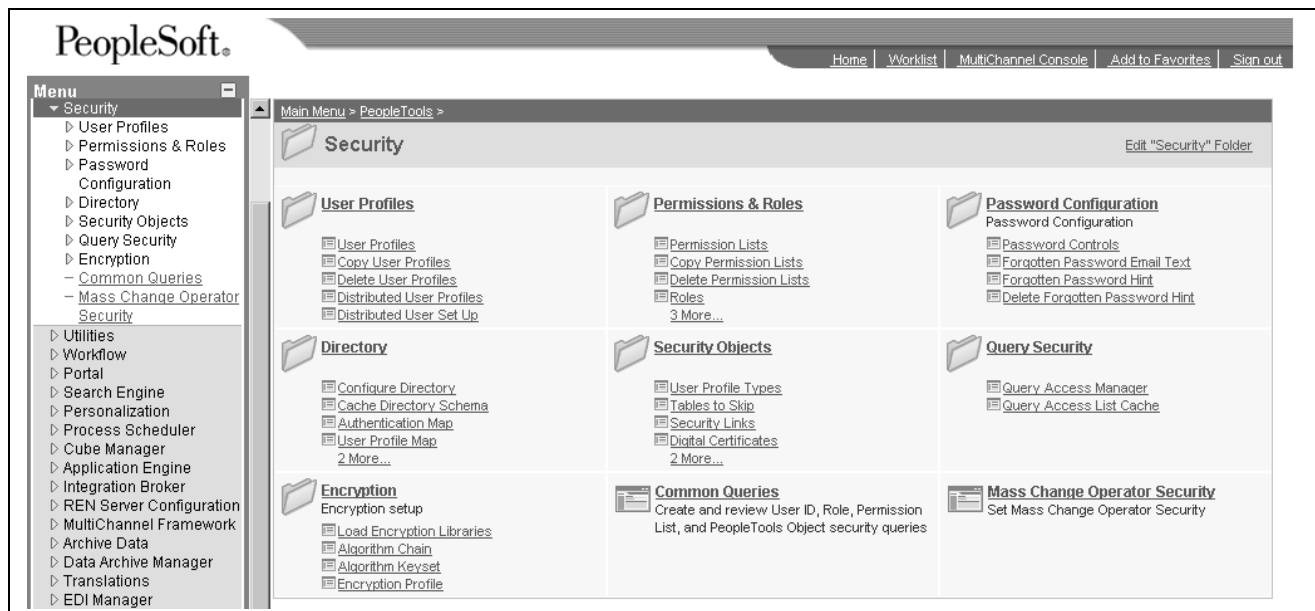 PeopleSoft®
Home | Worklist | MultiChannel Console | Add to Favorites | Sign out
Menu
Security
User Profiles
Permissions & Roles
Password
Configuration
Directory
Security Objects
Query Security
Encryption
Common Queries
Mass Change Operator
Security
Utilities
Workflow
Portal
Search Engine
Personalization
Process Scheduler
Cube Manager
Application Engine
Integration Broker
REN Server Configuration
MultiChannel Framework
Archive Data
Data Archive Manager
Translations
EDI Manager
Main Menu > PeopleTools >
Security
Edit "Security" Folder
User Profiles
User Profiles
Copy User Profiles
Delete User Profiles
Distributed User Profiles
Distributed User Set Up
Permissions & Roles
Permission Lists
Copy Permission Lists
Delete Permission Lists
Roles
3 More...
Password Configuration
Password Configuration
Password Controls
Forgotten Password Email Text
Forgotten Password Hint
Delete Forgotten Password Hint
Directory
Configure Directory
Cache Directory Schema
Authentication Map
User Profile Map
2 More...
Security Objects
User Profile Types
Tables to Skip
Security Links
Digital Certificates
2 More...
Query Security
Query Access Manager
Query Access List Cache
Encryption
Encryption setup
Load Encryption Libraries
Algorithm Chain
Algorithm Keyset
Encryption Profile
Common Queries
Create and review User ID, Role, Permission
List, and PeopleTools Object security queries
Mass Change Operator Security
Set Mass Change Operator Security